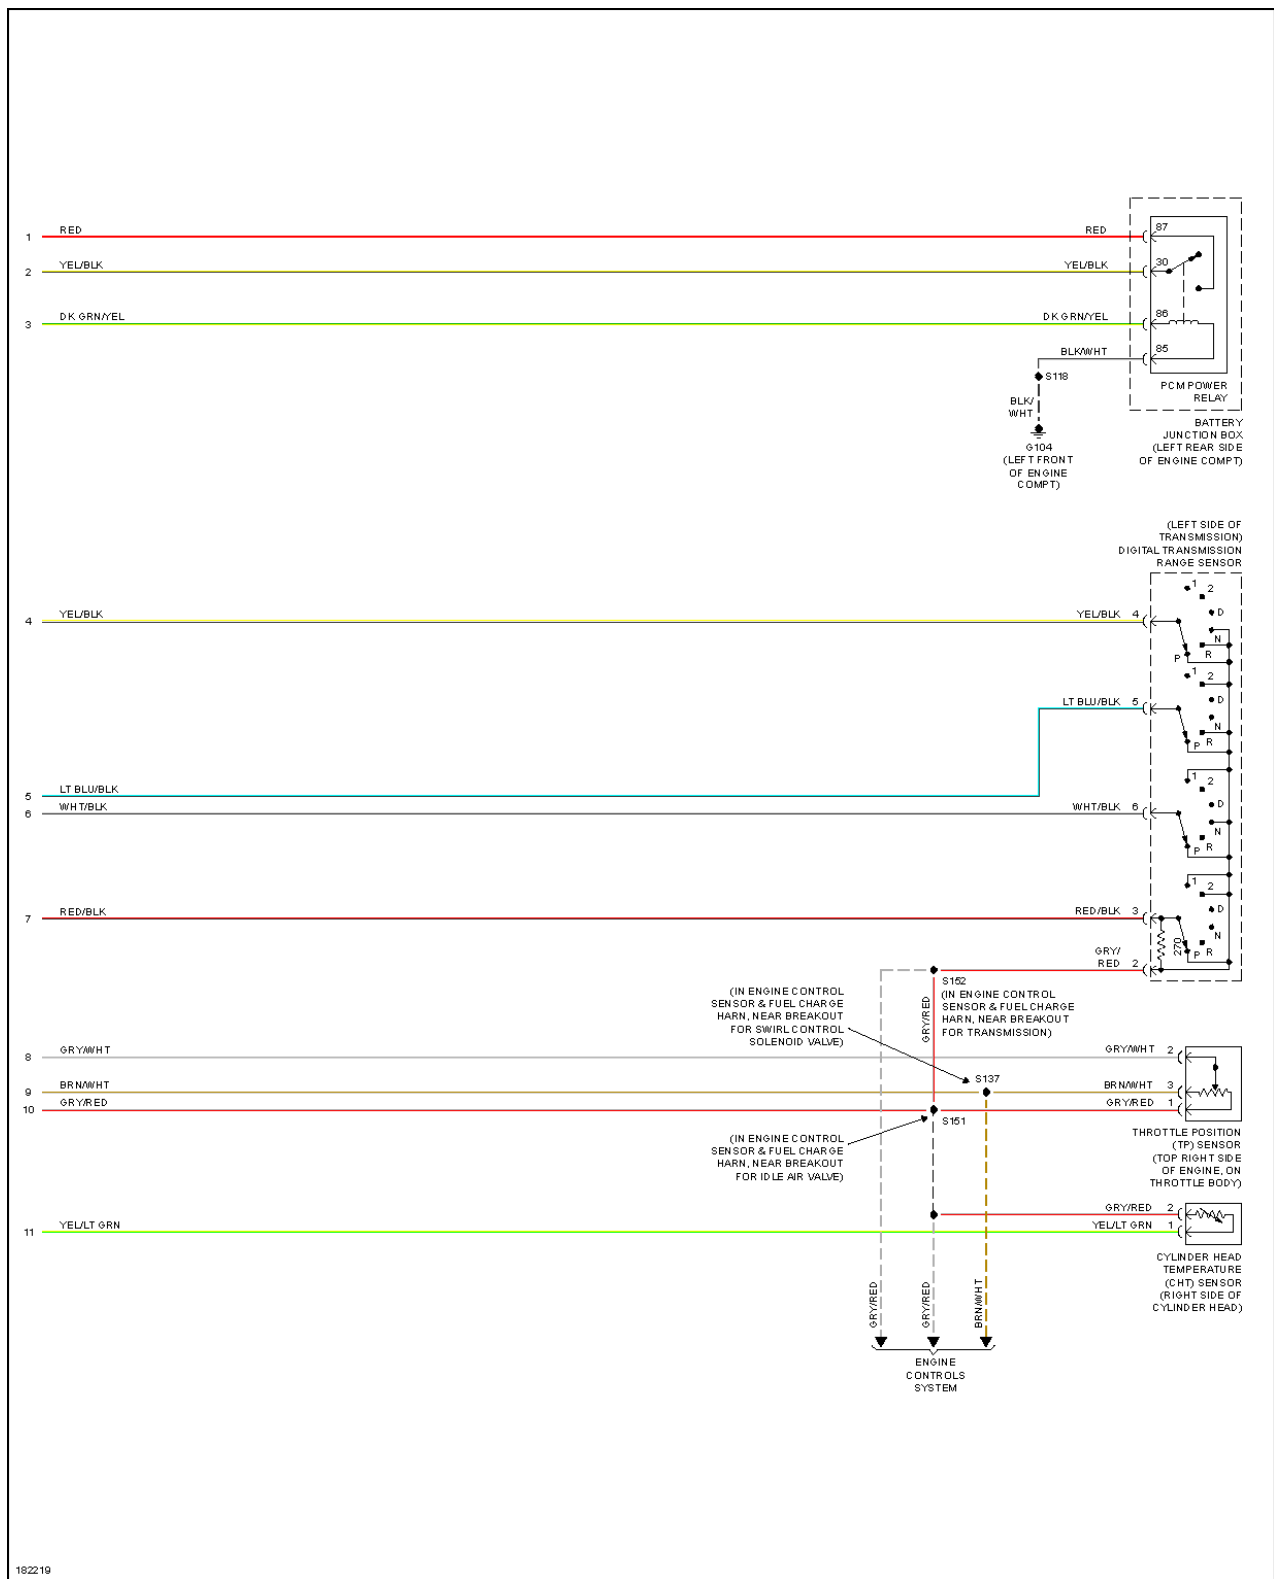 1 RED RED 87
2 YEL/BLK YEL/BLK 30
3 DK GRN/YEL DK GRN/YEL 86
BLK/WHT 85
S118
PCM POWER
RELAY
BLK/
WHT
G104
(LEFT FRONT
OF ENGINE
COMPT)
BATTERY
JUNCTION BOX
(LEFT REAR SIDE
OF ENGINE COMPT)
(LEFT SIDE OF
TRANSMISSION)
DIGITAL TRANSMISSION
RANGE SENSOR
1
2
D
4 YEL/BLK YEL/BLK 4
N
R
P
1
2
D
LT BLU/BLK 5
N
R
P
1
2
5 LT BLU/BLK
D
6 WHT/BLK WHT/BLK 6
N
R
P
1
2
D
7 RED/BLK RED/BLK 3
N
R
P
270
GRY/
RED 2
S152
(IN ENGINE CONTROL
SENSOR & FUEL CHARGE
HARN, NEAR BREAKOUT
FOR TRANSMISSION)
GRY/RED
(IN ENGINE CONTROL
SENSOR & FUEL CHARGE
HARN, NEAR BREAKOUT
FOR SWIRL CONTROL
SOLENOID VALVE)
8 GRY/WHT GRY/WHT 2
S137
9 BRN/WHT BRN/WHT 3
10 GRY/RED GRY/RED 1
S151
(IN ENGINE CONTROL
SENSOR & FUEL CHARGE
HARN, NEAR BREAKOUT
FOR IDLE AIR VALVE)
THROTTLE POSITION
(TP) SENSOR
(TOP RIGHT SIDE
OF ENGINE, ON
THROTTLE BODY)
GRY/RED 2
11 YEL/LT GRN YEL/LT GRN 1
CYLINDER HEAD
TEMPERATURE
(CHT) SENSOR
(RIGHT SIDE OF
CYLINDER HEAD)
GRY/RED
GRY/RED
BRN/WHT
ENGINE
CONTROLS
SYSTEM
182219